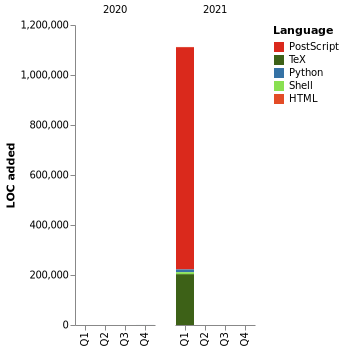 2020
2021
Language
PostScript
TeX
Python
Shell
HTML
LOC added
1,200,000
1,000,000
800,000
600,000
400,000
200,000
0
Q1
Q2
Q3
Q4
Q1
Q2
Q3
Q4